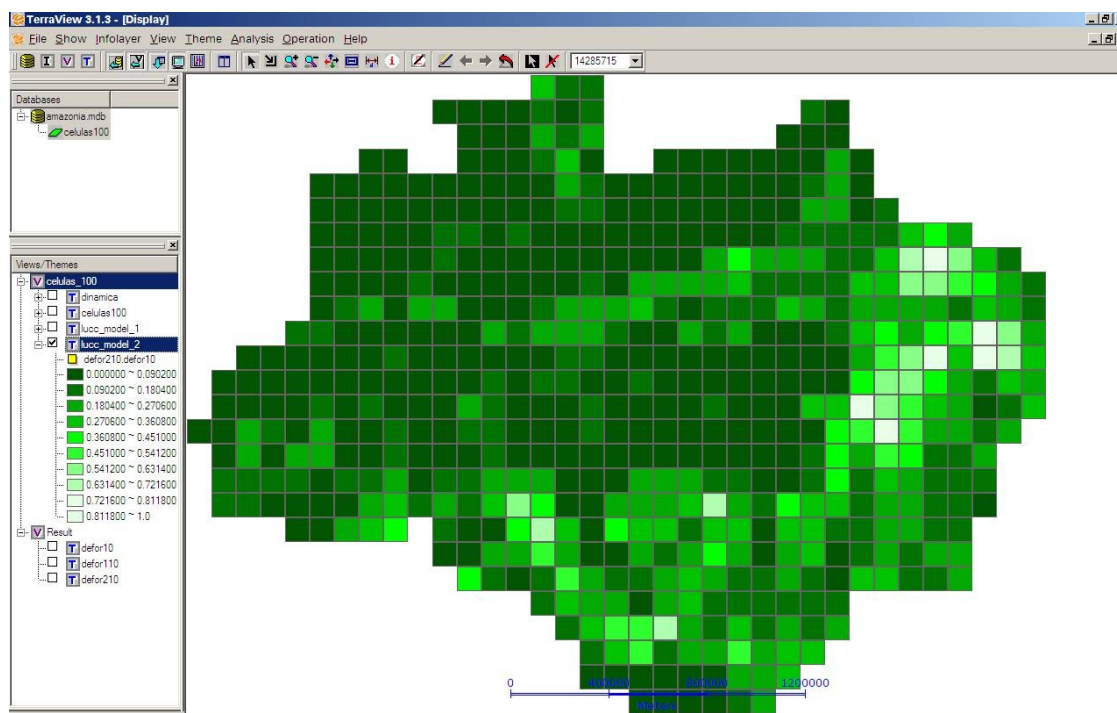 TerraView 3.1.3 - [Display]
File Show Infolayer View Theme Analysis Operation Help
I V T 14285715
Databases
amazonia.mdb
celulas100
Views/Themes
V celulas_100
T dinamica
T celulas100
T lucc_model_1
T lucc_model_2
defor210.defor10
0.000000 ~ 0.090200
0.090200 ~ 0.180400
0.180400 ~ 0.270600
0.270600 ~ 0.360800
0.360800 ~ 0.451000
0.451000 ~ 0.541200
0.541200 ~ 0.631400
0.631400 ~ 0.721600
0.721600 ~ 0.811800
0.811800 ~ 1.0
V Result
T defor10
T defor110
T defor210
0 400000 800000 1200000
Meters